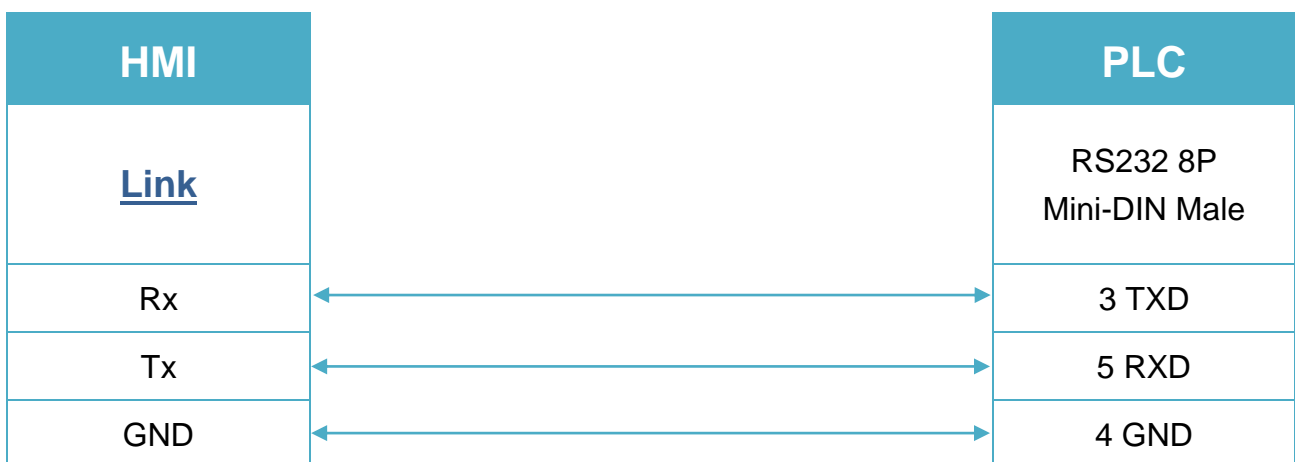 HMI PLC
Link RS232 8P
Mini-DIN Male
Rx 3 TXD
Tx 5 RXD
GND 4 GND